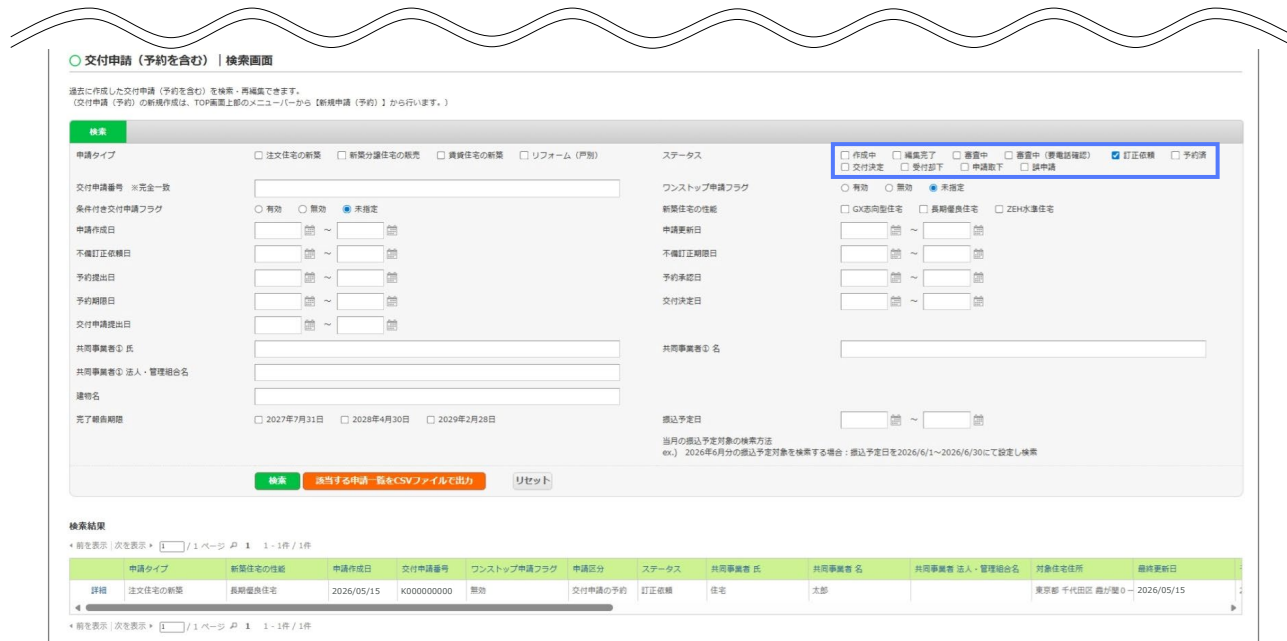 交付申請（予約を含む）｜検索画面
過去に作成した交付申請（予約を含む）を検索・再編集できます。
（交付申請（予約）の新規作成は、TOP画面上部のメニューバーから【新規申請（予約）】から行います。）
検索
申請タイプ 注文住宅の新築 新築分譲住宅の販売 賃貸住宅の新築 リフォーム（戸別） ステータス 作成中 編集完了 審査中 審査中（要電話確認） 訂正依頼 予約済
交付決定 受付却下 申請取下 誤申請
交付申請番号 ※完全一致 ワンストップ申請フラグ 有効 無効 未指定
条件付き交付申請フラグ 有効 無効 未指定 新築住宅の性能 GX志向型住宅 長期優良住宅 ZEH水準住宅
申請作成日 ～ 申請更新日 ～
不備訂正依頼日 ～ 不備訂正期限日 ～
予約提出日 ～ 予約承認日 ～
予約期限日 ～ 交付決定日 ～
交付申請提出日 ～
共同事業者① 氏 共同事業者① 名
共同事業者① 法人・管理組合名
建物名
完了報告期限 2027年7月31日 2028年4月30日 2029年2月28日 振込予定日 ～
当月の振込予定対象の検索方法
ex.) 2026年6月分の振込予定対象を検索する場合：振込予定日を2026/6/1～2026/6/30にて設定し検索
検索 該当する申請一覧をCSVファイルで出力 リセット
検索結果
前を表示 | 次を表示 1 / 1 ページ 1 1 - 1件 / 1件
申請タイプ 新築住宅の性能 申請作成日 交付申請番号 ワンストップ申請フラグ 申請区分 ステータス 共同事業者 氏 共同事業者 名 共同事業者 法人・管理組合名 対象住宅住所 最終更新日
詳細 注文住宅の新築 長期優良住宅 2026/05/15 K000000000 無効 交付申請の予約 訂正依頼 住宅 太郎 東京都 千代田区 霞が関０－ 2026/05/15
前を表示 | 次を表示 1 / 1 ページ 1 1 - 1件 / 1件